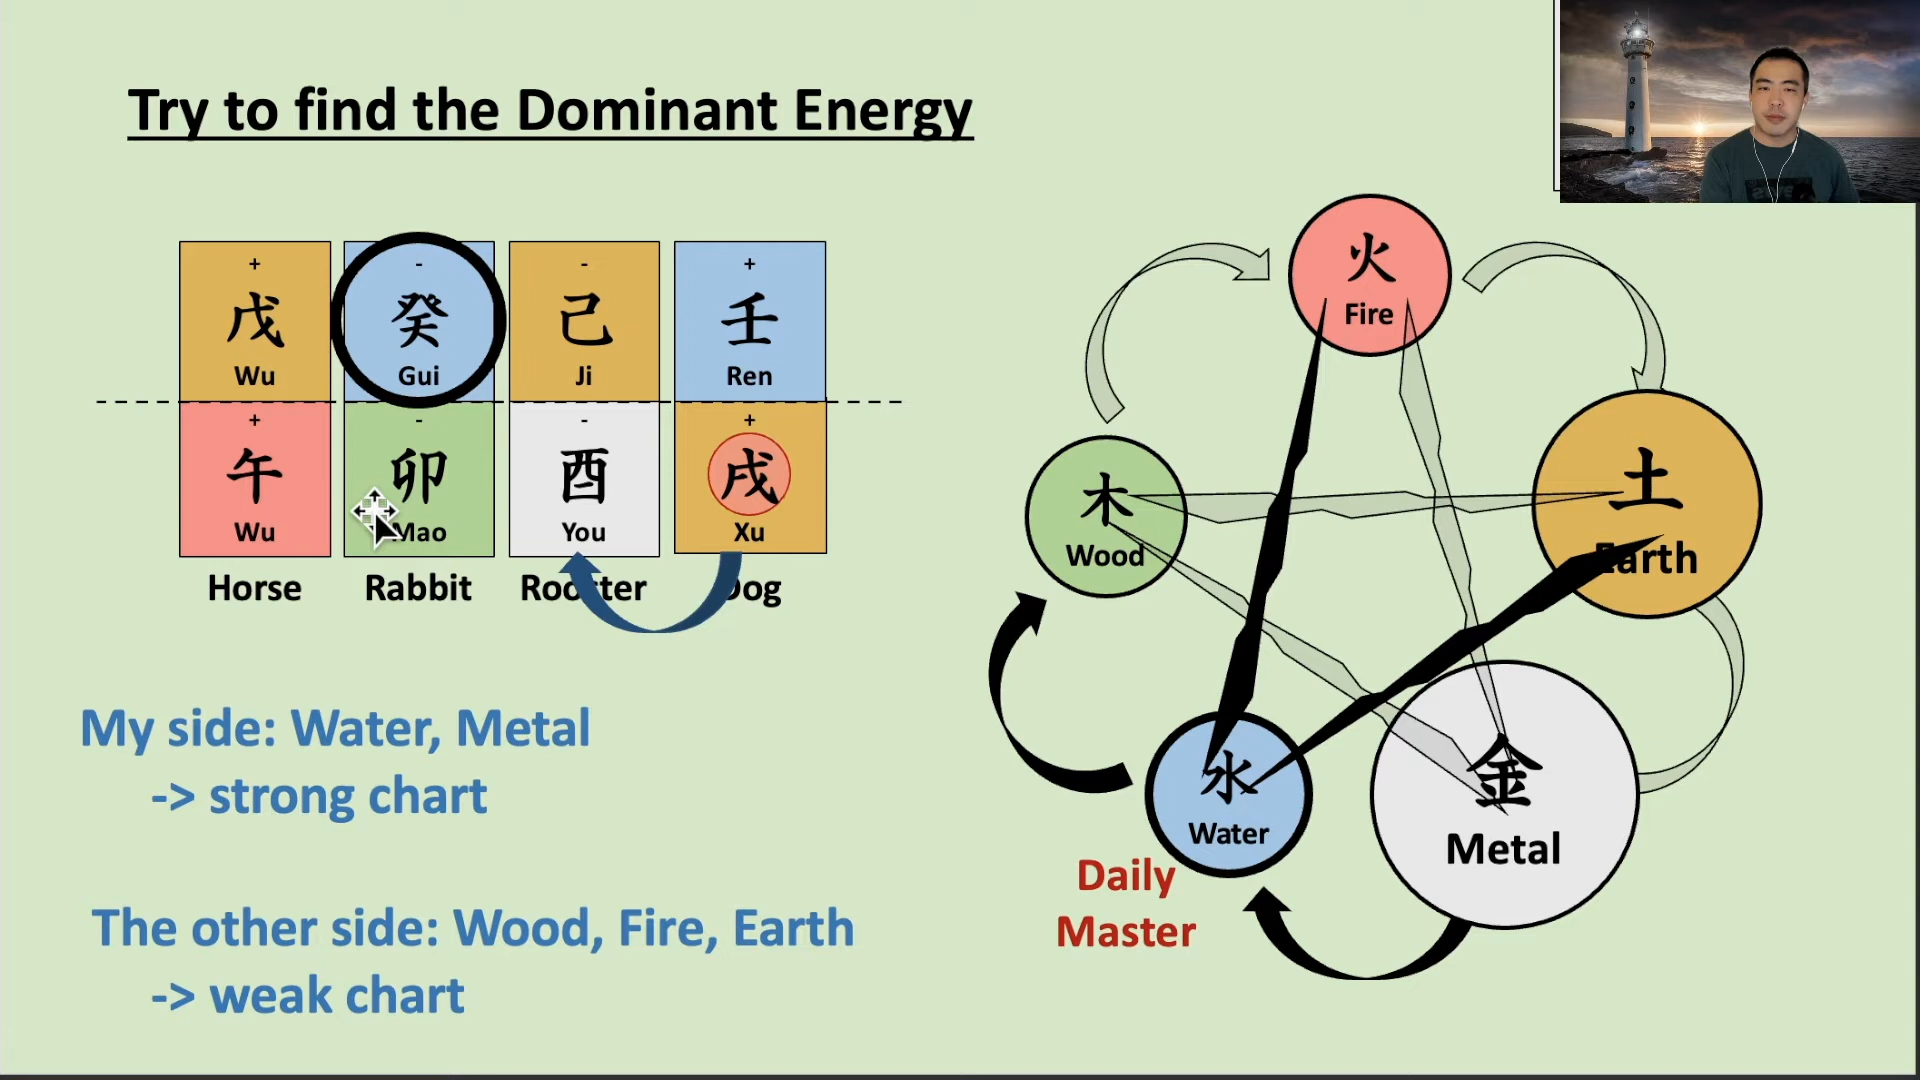 Try to find the Dominant Energy
+ - - +
戊 癸 己 壬
Wu Gui Ji Ren
+ - - +
午 卯 酉 戌
Wu Mao You Xu
Horse Rabbit Rooster Dog
My side: Water, Metal
-> strong chart
The other side: Wood, Fire, Earth
-> weak chart
火
Fire
木
Wood
土
Earth
水
Water
金
Metal
Daily
Master